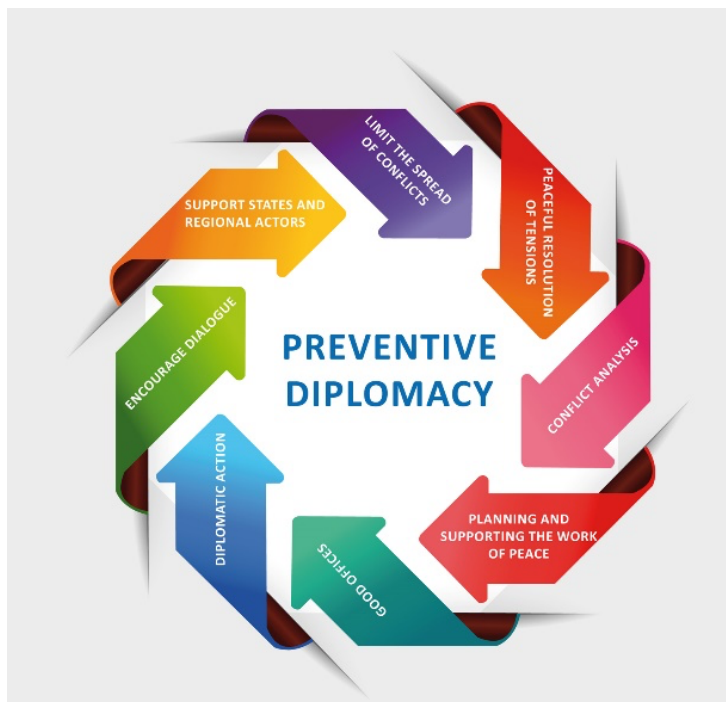 LIMIT THE SPREAD
OF CONFLICTS
PEACEFUL RESOLUTION
OF TENSIONS
CONFLICT ANALYSIS
PLANNING AND
SUPPORTING THE WORK
OF PEACE
GOOD OFFICES
DIPLOMATIC ACTION
ENCOURAGE DIALOGUE
SUPPORT STATES AND
REGIONAL ACTORS
PREVENTIVE
DIPLOMACY